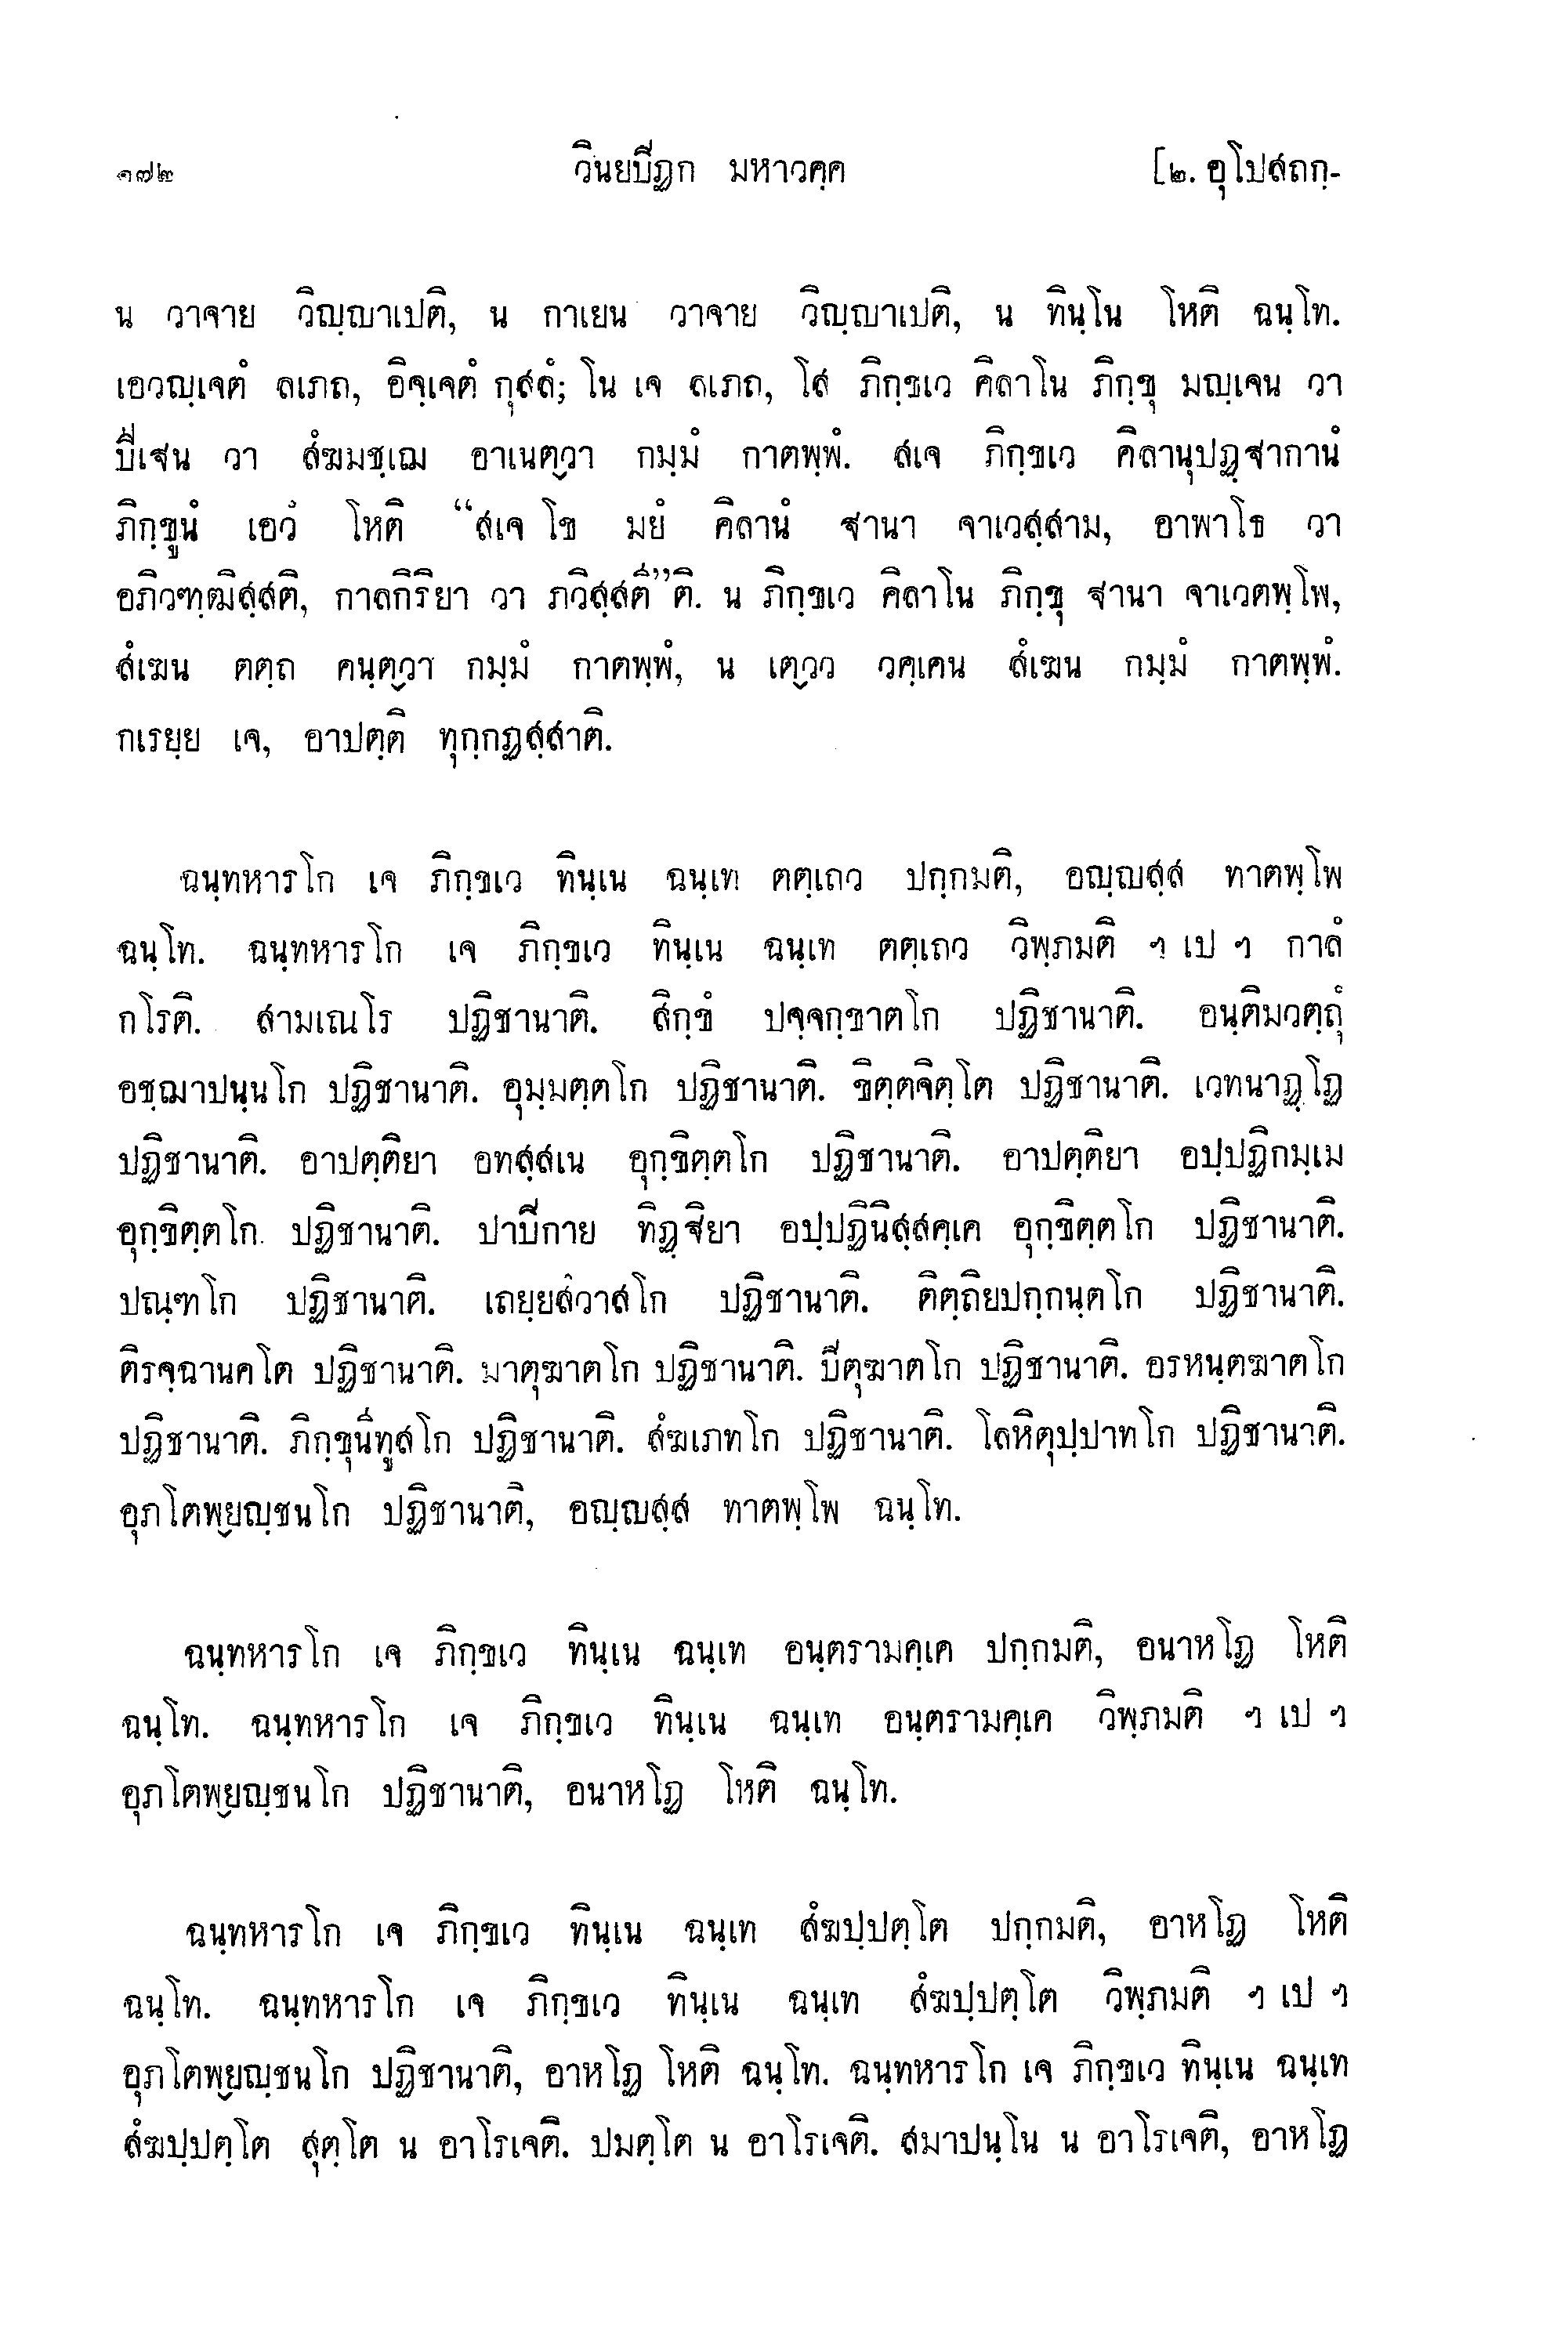 ๑๗๒ วินยปีฏก มหาวคฺค [๒. อุโปสถกฺ-
น วาจาย วิญฺญาเปติ, น กาเยน วาจาย วิญฺญาเปติ, น ทินฺโน โหติ ฉนฺโท.
เอวญฺเจตํ ลเภถ, อิจฺเจตํ กุสลํ; โน เจ ลเภถ, โส ภิกฺขเว คิลาโน ภิกฺขุ มญฺเจน วา
ปีเฐน วา สํฆมชฺเฌ อาเนตฺวา กมฺมํ กาตพฺพํ. สเจ ภิกฺขเว คิลานุปฏฺฐากานํ
ภิกฺขูนํ เอวํ โหติ “สเจ โข มยํ คิลานํ ฐานา จาเวสฺสาม, อาพาโธ วา
อภิวฑฺฒิสฺสติ, กาลกิริยา วา ภวิสฺสตี”ติ. น ภิกฺขเว คิลาโน ภิกฺขุ ฐานา จาเวตพฺโพ,
สํเฆน ตตฺถ คนฺตฺวา กมฺมํ กาตพฺพํ, น เตฺวว วคฺเคน สํเฆน กมฺมํ กาตพฺพํ.
กเรยฺย เจ, อาปตฺติ ทุกฺกฏสฺสาติ.
ฉนฺทหารโก เจ ภิกฺขเว ทินฺเน ฉนฺเท ตตฺเถว ปกฺกมติ, อญฺญสฺส ทาตพฺโพ
ฉนฺโท. ฉนฺทหารโก เจ ภิกฺขเว ทินฺเน ฉนฺเท ตตฺเถว วิพฺภมติ ฯ เป ฯ กาลํ
กโรติ. สามเณโร ปฏิชานาติ. สิกฺขํ ปจฺจกฺขาตโก ปฏิชานาติ. อนฺติมวตฺถุํ
อชฺฌาปนฺนโก ปฏิชานาติ. อุมฺมตฺตโก ปฏิชานาติ. ขิตฺตจิตฺโต ปฏิชานาติ. เวทนาฏฺโฏ
ปฏิชานาติ. อาปตฺติยา อทสฺสเน อุกฺขิตฺตโก ปฏิชานาติ. อาปตฺติยา อปฺปฏิกมฺเม
อุกฺขิตฺตโก ปฏิชานาติ. ปาปีกาย ทิฏฺฐิยา อปฺปฏินิสฺสคฺเค อุกฺขิตฺตโก ปฏิชานาติ.
ปณฺฑโก ปฏิชานาติ. เถยฺยสํวาสโก ปฏิชานาติ. ติตฺถิยปกฺกนฺตโก ปฏิชานาติ.
ติรจฺฉานคโต ปฏิชานาติ. มาตุฆาตโก ปฏิชานาติ. ปีตุฆาตโก ปฏิชานาติ. อรหนฺตฆาตโก
ปฏิชานาติ. ภิกฺขุนีทูสโก ปฏิชานาติ. สํฆเภทโก ปฏิชานาติ. โลหิตุปฺปาทโก ปฏิชานาติ.
อุภโตพฺยญฺชนโก ปฏิชานาติ, อญฺญสฺส ทาตพฺโพ ฉนฺโท.
ฉนฺทหารโก เจ ภิกฺขเว ทินฺเน ฉนฺเท อนฺตรามคฺเค ปกฺกมติ, อนาหโฏ โหติ
ฉนฺโท. ฉนฺทหารโก เจ ภิกฺขเว ทินฺเน ฉนฺเท อนฺตรามคฺเค วิพฺภมติ ฯ เป ฯ
อุภโตพฺยญฺชนโก ปฏิชานาติ, อนาหโฏ โหติ ฉนฺโท.
ฉนฺทหารโก เจ ภิกฺขเว ทินฺเน ฉนฺเท สํฆปฺปตฺโต ปกฺกมติ, อาหโฏ โหติ
ฉนฺโท. ฉนฺทหารโก เจ ภิกฺขเว ทินฺเน ฉนฺเท สํฆปฺปตฺโต วิพฺภมติ ฯ เป ฯ
อุภโตพฺยญฺชนโก ปฏิชานาติ, อาหโฏ โหติ ฉนฺโท. ฉนฺทหารโก เจ ภิกฺขเว ทินฺเน ฉนฺเท
สํฆปฺปตฺโต สุตฺโต น อาโรเจติ. ปมตฺโต น อาโรเจติ. สมาปนฺโน น อาโรเจติ, อาหโฏ